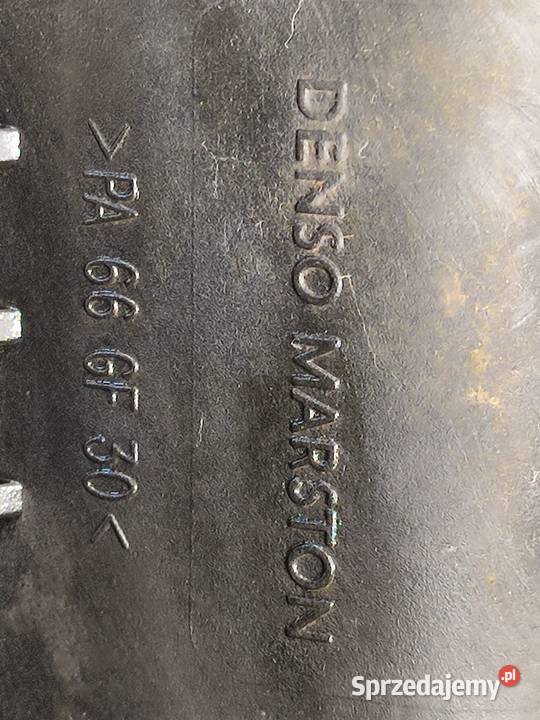 DENSO MARSTON
>PA 66 GF 30<
Sprzedajemy.pl